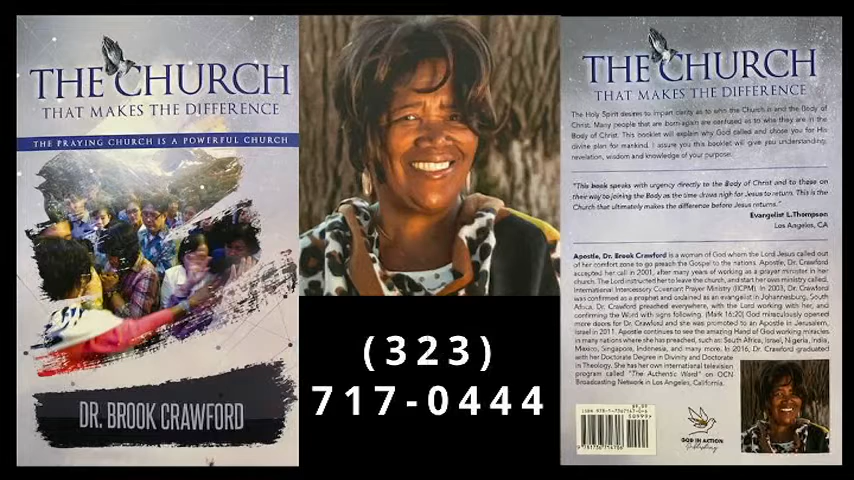 THE CHURCH
THAT MAKES THE DIFFERENCE
THE PRAYING CHURCH IS A POWERFUL CHURCH
DR. BROOK CRAWFORD
(323)
717-0444
THE CHURCH
THAT MAKES THE DIFFERENCE
The Holy Spirit desires to impart clarity as to who the Church is and the Body of
Christ. Many people that are born again are confused as to who they are in the
Body of Christ. This booklet will explain why God called and chose you for His
divine plan for mankind. I assure you this booklet will give you understanding,
revelation, wisdom and knowledge of your purpose.
"This book speaks with urgency directly to the Body of Christ and to those on
their way to joining the Body as the time draws nigh for Jesus to return. This is the
Church that ultimately makes the difference before Jesus returns."
Evangelist L.Thompson
Los Angeles, CA
Apostle, Dr. Brook Crawford is a woman of God whom the Lord Jesus called out
of her comfort zone to go preach the Gospel to the nations. Apostle, Dr. Crawford
accepted her call in 2001, after many years of working as a prayer minister in her
church. The Lord instructed her to leave the church, and start her own ministry called,
International Intercessory Covenant Prayer Ministry (IICPM). In 2003, Dr. Crawford
was confirmed as a prophet and ordained as an evangelist in Johannesburg, South
Africa. Dr. Crawford preached everywhere, with the Lord working with her, and
confirming the Word with signs following. (Mark 16:20) God miraculously opened
more doors for Dr. Crawford and she was promoted to an Apostle in Jerusalem,
Israel in 2011. Apostle continues to see the amazing Hand of God working miracles
in many nations where she has preached, such as: South Africa, Israel, Nigeria, India,
Mexico, Singapore, Indonesia, and many more. In 2016, Dr. Crawford graduated
with her Doctorate Degree in Divinity and Doctorate
in Theology. She has her own international television
program called "The Authentic Word" on OCN
Broadcasting Network in Los Angeles, California.
GOD IN ACTION
Publishing